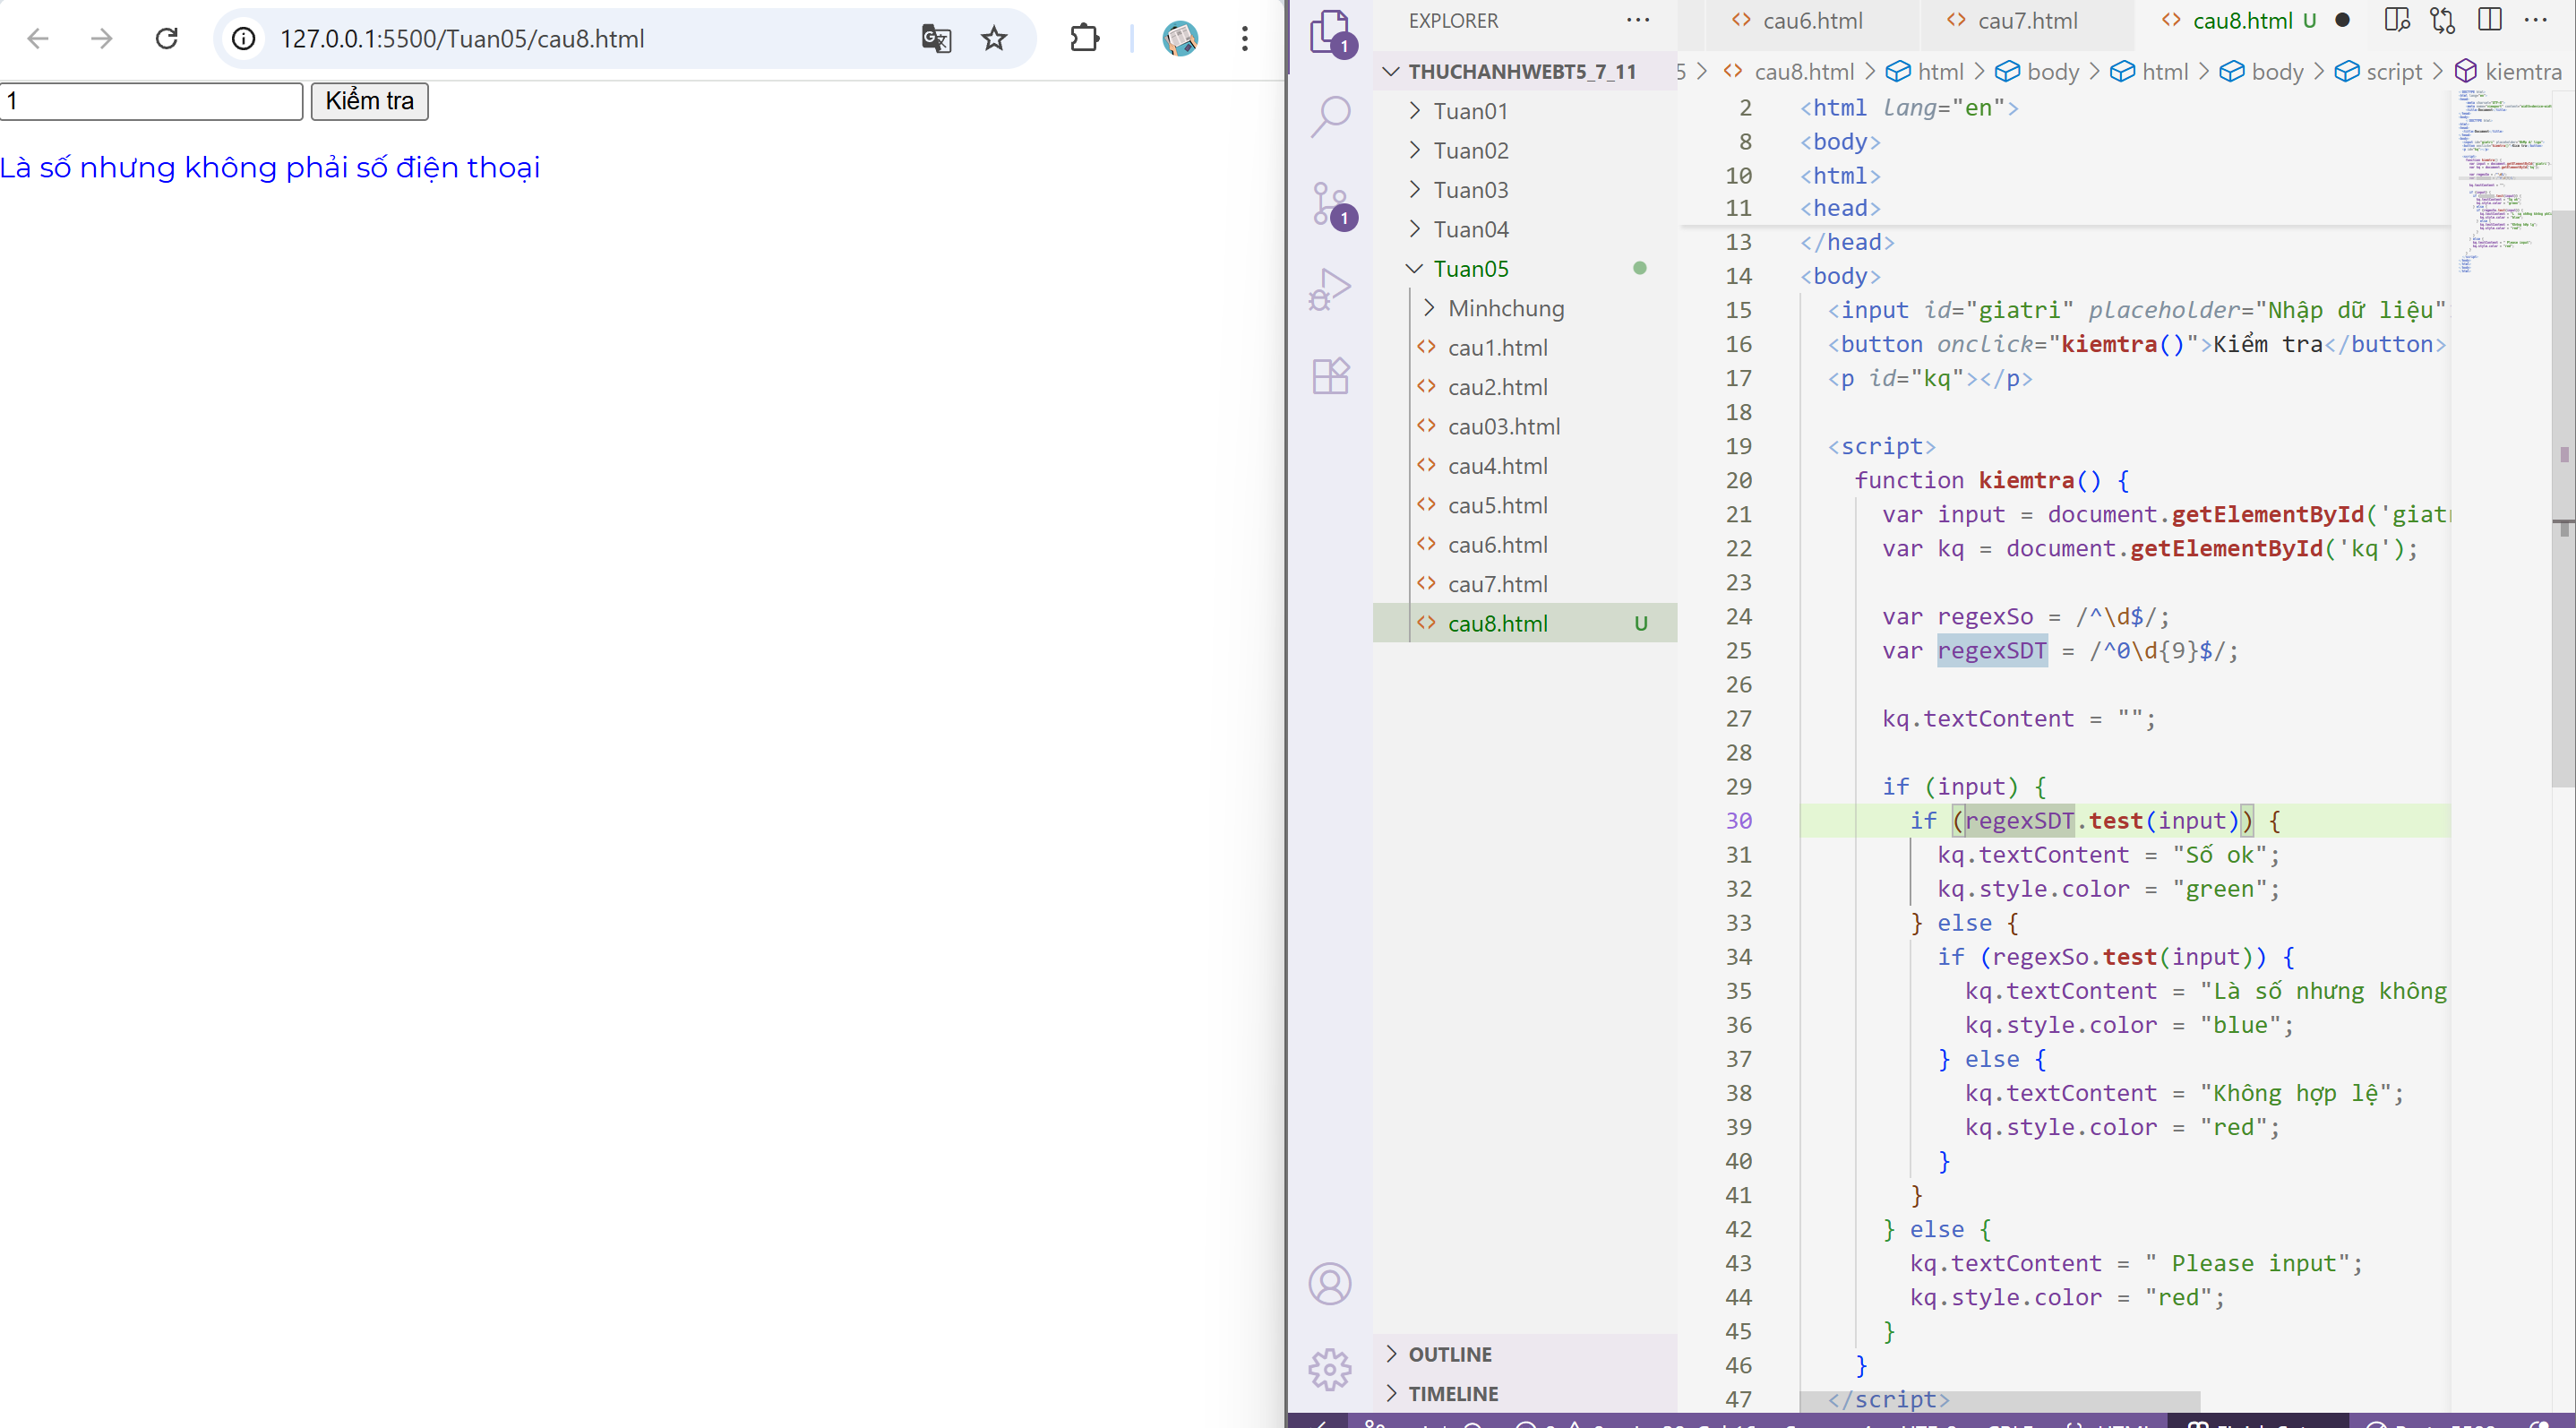 127.0.0.1:5500/Tuan05/cau8.html
1
Kiểm tra
Là số nhưng không phải số điện thoại
1
1
EXPLORER
THUCHANHWEBT5_7_11
Tuan01
Tuan02
Tuan03
Tuan04
Tuan05
Minhchung
cau1.html
cau2.html
cau03.html
cau4.html
cau5.html
cau6.html
cau7.html
cau8.html U
OUTLINE
TIMELINE
cau6.html cau7.html cau8.html U
5 > cau8.html > html > body > html > body > script > kiemtra
2 <html lang="en">
8 <body>
10 <html>
11 <head>
13 </head>
14 <body>
15 <input id="giatri" placeholder="Nhập dữ liệu"
16 <button onclick="kiemtra()">Kiểm tra</button>
17 <p id="kq"></p>
18
19 <script>
20 function kiemtra() {
21 var input = document.getElementById('giatr
22 var kq = document.getElementById('kq');
23
24 var regexSo = /^\d$/;
25 var regexSDT = /^0\d{9}$/;
26
27 kq.textContent = "";
28
29 if (input) {
30 if (regexSDT.test(input)) {
31 kq.textContent = "Số ok";
32 kq.style.color = "green";
33 } else {
34 if (regexSo.test(input)) {
35 kq.textContent = "Là số nhưng không
36 kq.style.color = "blue";
37 } else {
38 kq.textContent = "Không hợp lệ";
39 kq.style.color = "red";
40 }
41 }
42 } else {
43 kq.textContent = " Please input";
44 kq.style.color = "red";
45 }
46 }
47 </script>